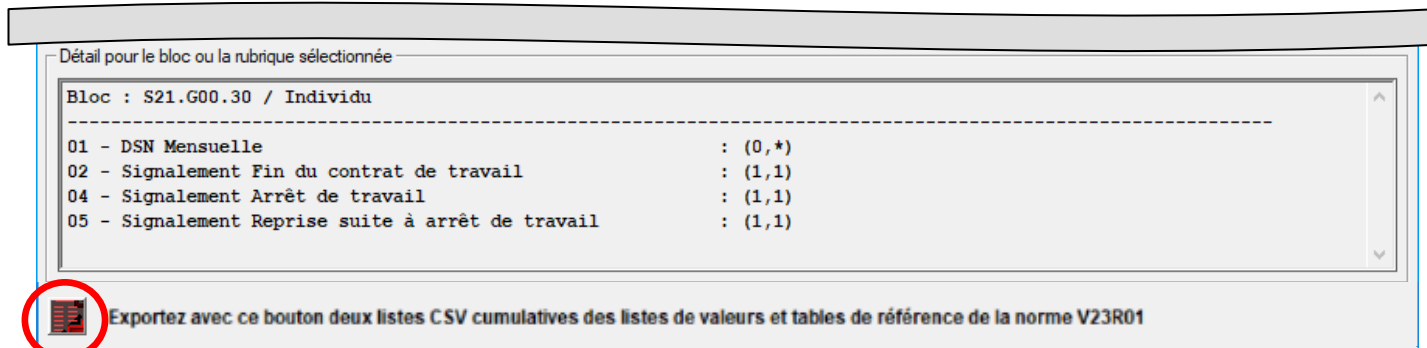 Détail pour le bloc ou la rubrique sélectionnée
Bloc : S21.G00.30 / Individu
------------------------------------------------------------------------------------------------------------------------
01 - DSN Mensuelle : (0,*)
02 - Signalement Fin du contrat de travail : (1,1)
04 - Signalement Arrêt de travail : (1,1)
05 - Signalement Reprise suite à arrêt de travail : (1,1)
Exportez avec ce bouton deux listes CSV cumulatives des listes de valeurs et tables de référence de la norme V23R01